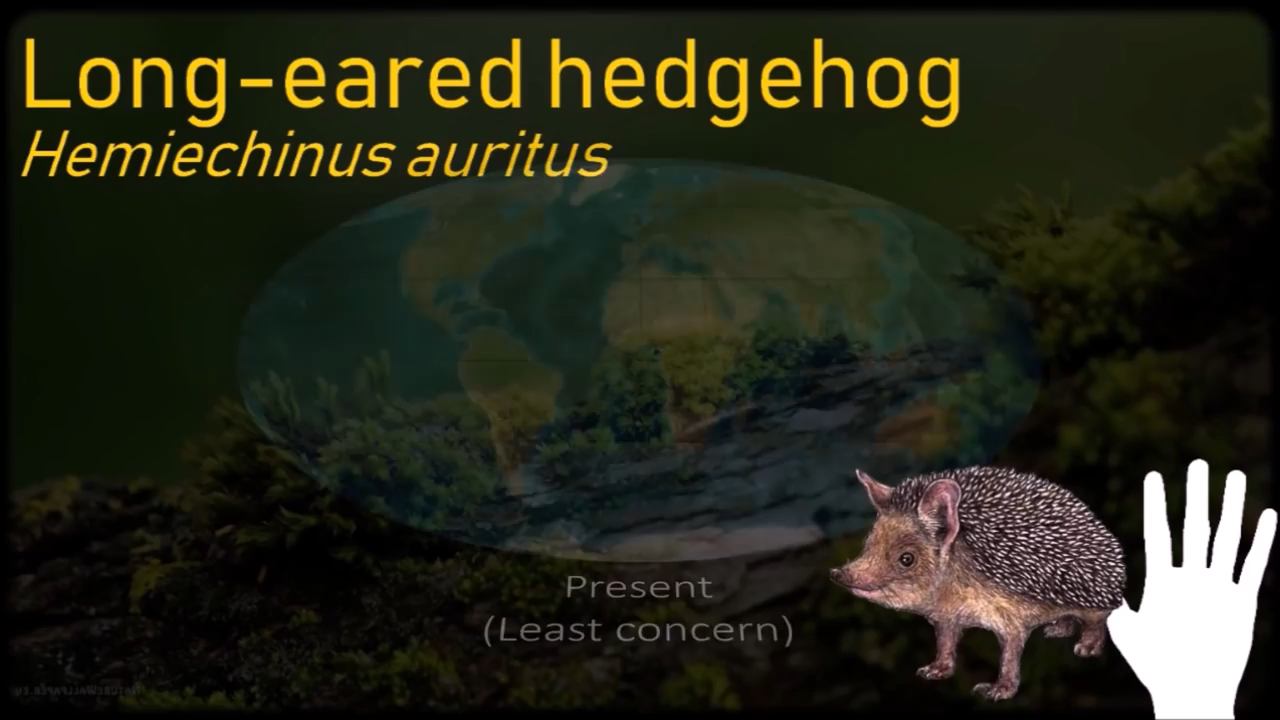 Long-eared hedgehog
Hemiechinus auritus
Present
(Least concern)